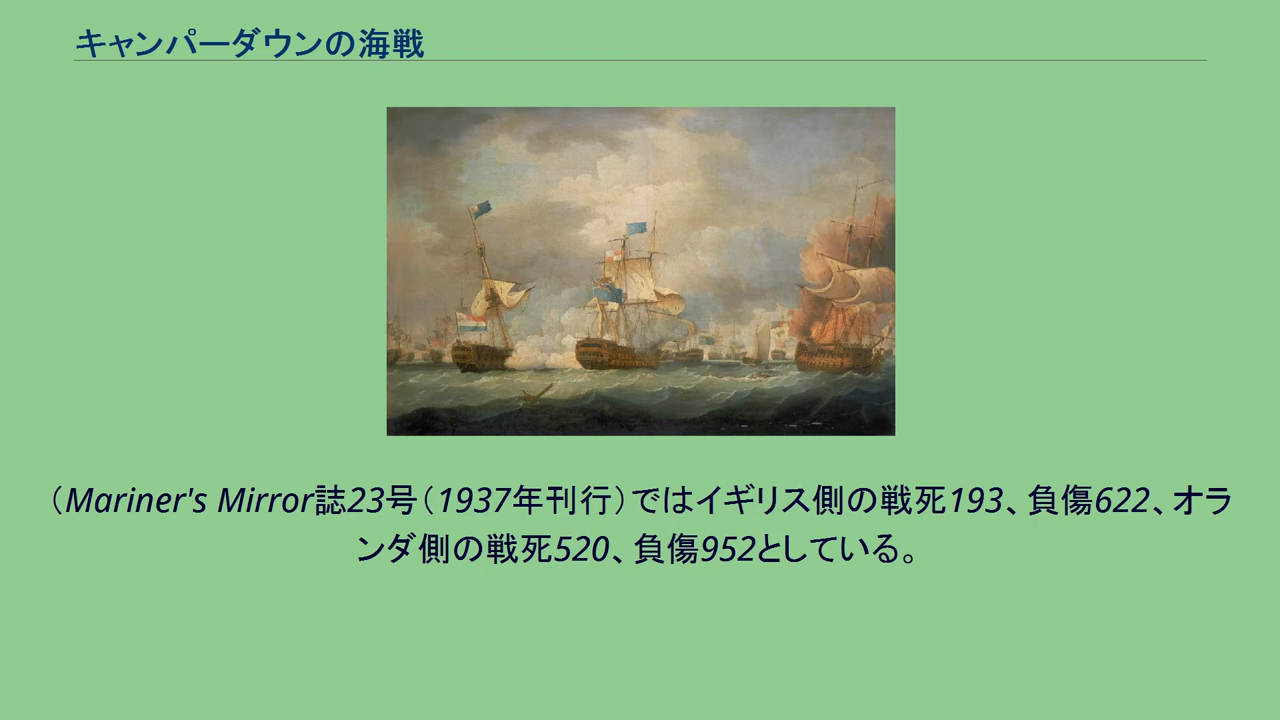 キャンパーダウンの海戦
（Mariner's Mirror誌23号（1937年刊行）ではイギリス側の戦死193、負傷622、オラ
ンダ側の戦死520、負傷952としている。